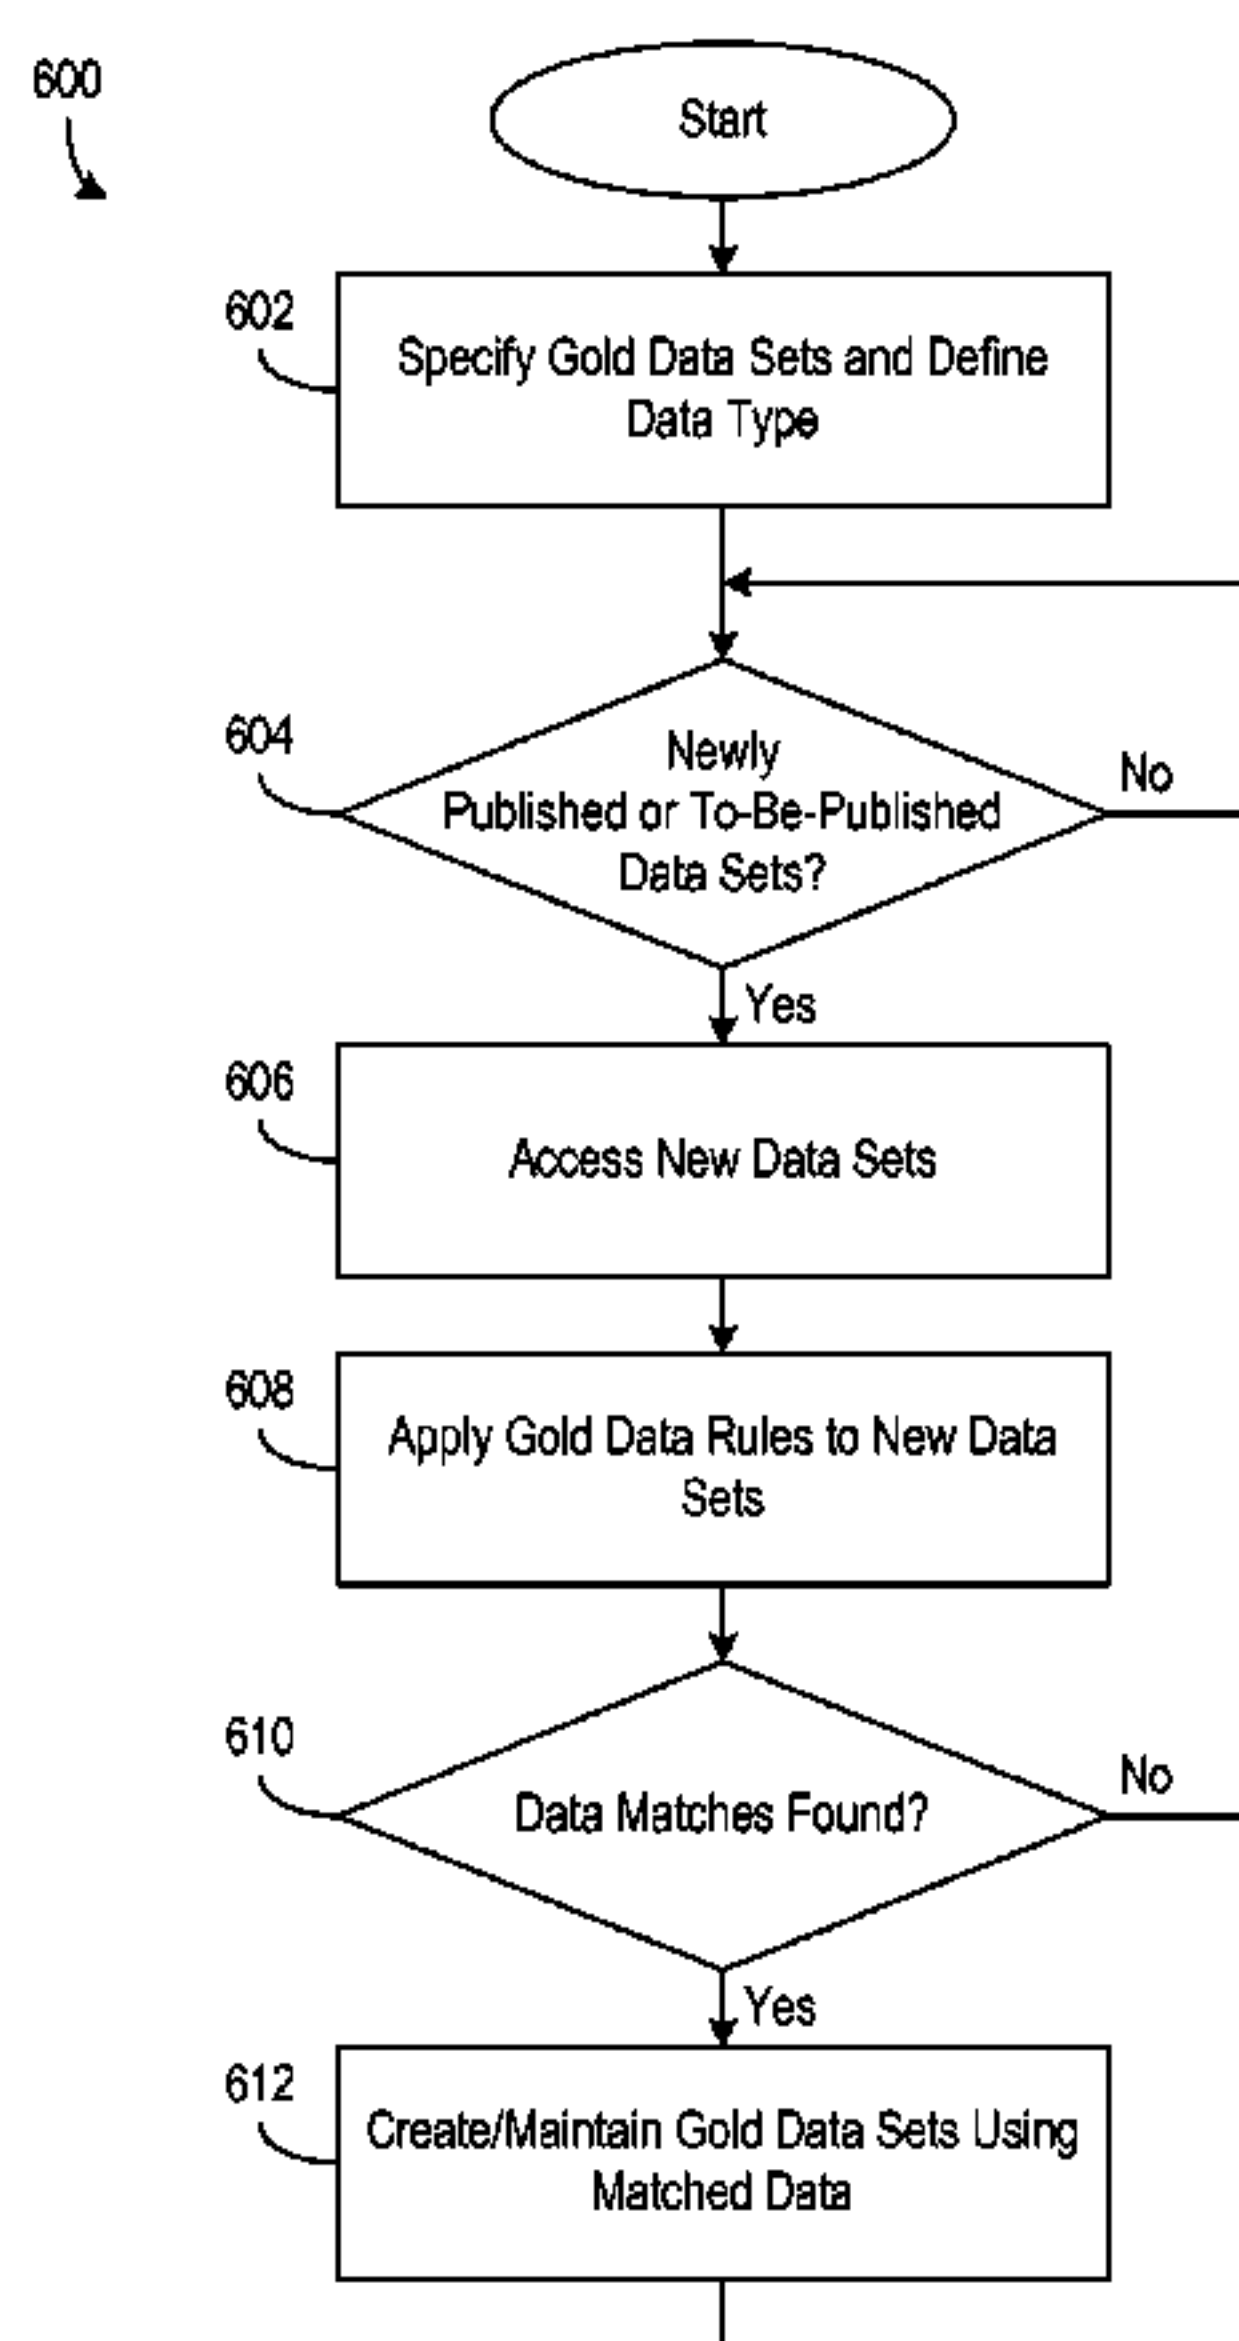 600
Start
602
Specify Gold Data Sets and Define
Data Type
604
Newly
Published or To-Be-Published
Data Sets?
No
Yes
606
Access New Data Sets
608
Apply Gold Data Rules to New Data
Sets
610
Data Matches Found?
No
Yes
612
Create/Maintain Gold Data Sets Using
Matched Data